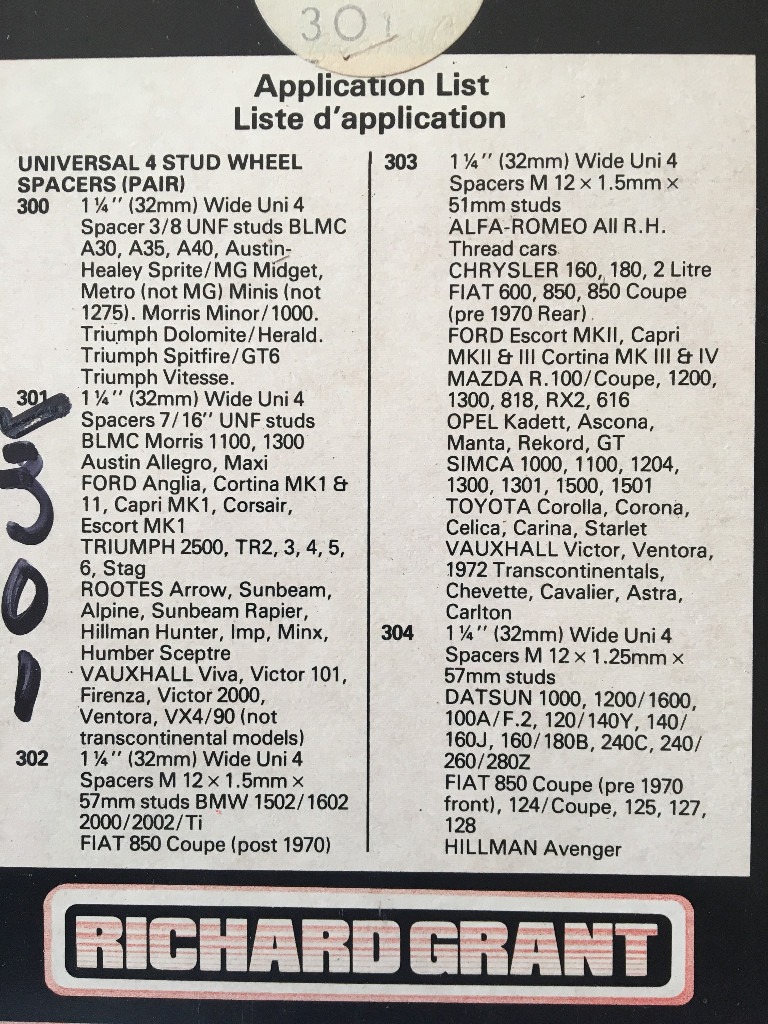 301
Application List
Liste d'application
UNIVERSAL 4 STUD WHEEL
SPACERS (PAIR)
300 1 ¼″ (32mm) Wide Uni 4
Spacer 3/8 UNF studs BLMC
A30, A35, A40, Austin-
Healey Sprite/MG Midget,
Metro (not MG) Minis (not
1275). Morris Minor/1000.
Triumph Dolomite/Herald.
Triumph Spitfire/GT6
Triumph Vitesse.
301 1 ¼″ (32mm) Wide Uni 4
Spacers 7/16″ UNF studs
BLMC Morris 1100, 1300
Austin Allegro, Maxi
FORD Anglia, Cortina MK1 &
11, Capri MK1, Corsair,
Escort MK1
TRIUMPH 2500, TR2, 3, 4, 5,
6, Stag
ROOTES Arrow, Sunbeam,
Alpine, Sunbeam Rapier,
Hillman Hunter, Imp, Minx,
Humber Sceptre
VAUXHALL Viva, Victor 101,
Firenza, Victor 2000,
Ventora, VX4/90 (not
transcontinental models)
302 1 ¼″ (32mm) Wide Uni 4
Spacers M 12 × 1.5mm ×
57mm studs BMW 1502/1602
2000/2002/Ti
FIAT 850 Coupe (post 1970)
303 1 ¼″ (32mm) Wide Uni 4
Spacers M 12 × 1.5mm ×
51mm studs
ALFA-ROMEO All R.H.
Thread cars
CHRYSLER 160, 180, 2 Litre
FIAT 600, 850, 850 Coupe
(pre 1970 Rear)
FORD Escort MKII, Capri
MKII & III Cortina MK III & IV
MAZDA R.100/Coupe, 1200,
1300, 818, RX2, 616
OPEL Kadett, Ascona,
Manta, Rekord, GT
SIMCA 1000, 1100, 1204,
1300, 1301, 1500, 1501
TOYOTA Corolla, Corona,
Celica, Carina, Starlet
VAUXHALL Victor, Ventora,
1972 Transcontinentals,
Chevette, Cavalier, Astra,
Carlton
304 1 ¼″ (32mm) Wide Uni 4
Spacers M 12 × 1.25mm ×
57mm studs
DATSUN 1000, 1200/1600,
100A/F.2, 120/140Y, 140/
160J, 160/180B, 240C, 240/
260/280Z
FIAT 850 Coupe (pre 1970
front), 124/Coupe, 125, 127,
128
HILLMAN Avenger
RICHARD GRANT